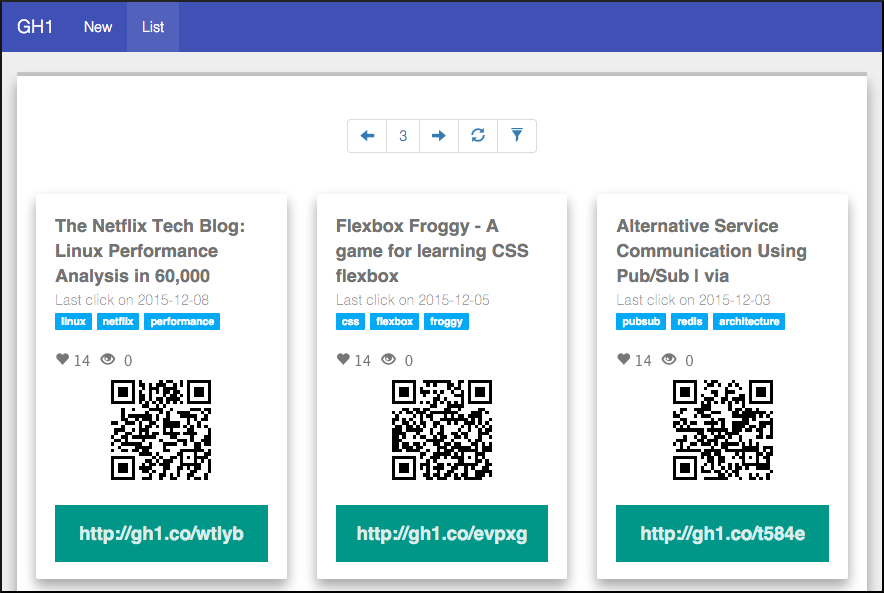 GH1 New List
3
The Netflix Tech Blog:
Linux Performance
Analysis in 60,000
Last click on 2015-12-08
linux netflix performance
14 0
http://gh1.co/wtlyb
Flexbox Froggy - A
game for learning CSS
flexbox
Last click on 2015-12-05
css flexbox froggy
14 0
http://gh1.co/evpxg
Alternative Service
Communication Using
Pub/Sub | via
Last click on 2015-12-03
pubsub redis architecture
14 0
http://gh1.co/t584e